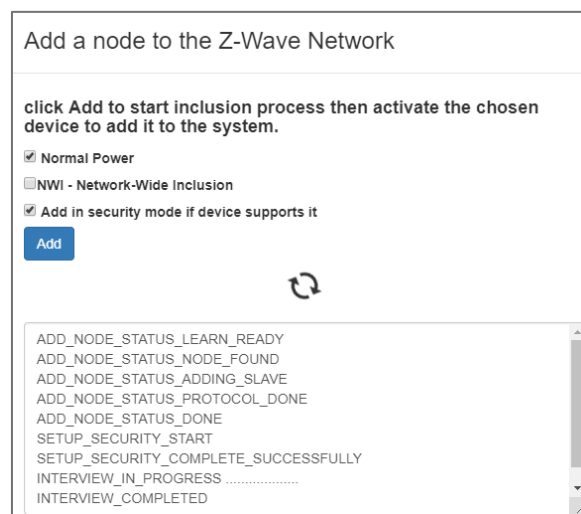 Add a node to the Z-Wave Network
click Add to start inclusion process then activate the chosen
device to add it to the system.
Normal Power
NWI - Network-Wide Inclusion
Add in security mode if device supports it
Add
ADD_NODE_STATUS_LEARN_READY
ADD_NODE_STATUS_NODE_FOUND
ADD_NODE_STATUS_ADDING_SLAVE
ADD_NODE_STATUS_PROTOCOL_DONE
ADD_NODE_STATUS_DONE
SETUP_SECURITY_START
SETUP_SECURITY_COMPLETE_SUCCESSFULLY
INTERVIEW_IN_PROGRESS ...................
INTERVIEW_COMPLETED